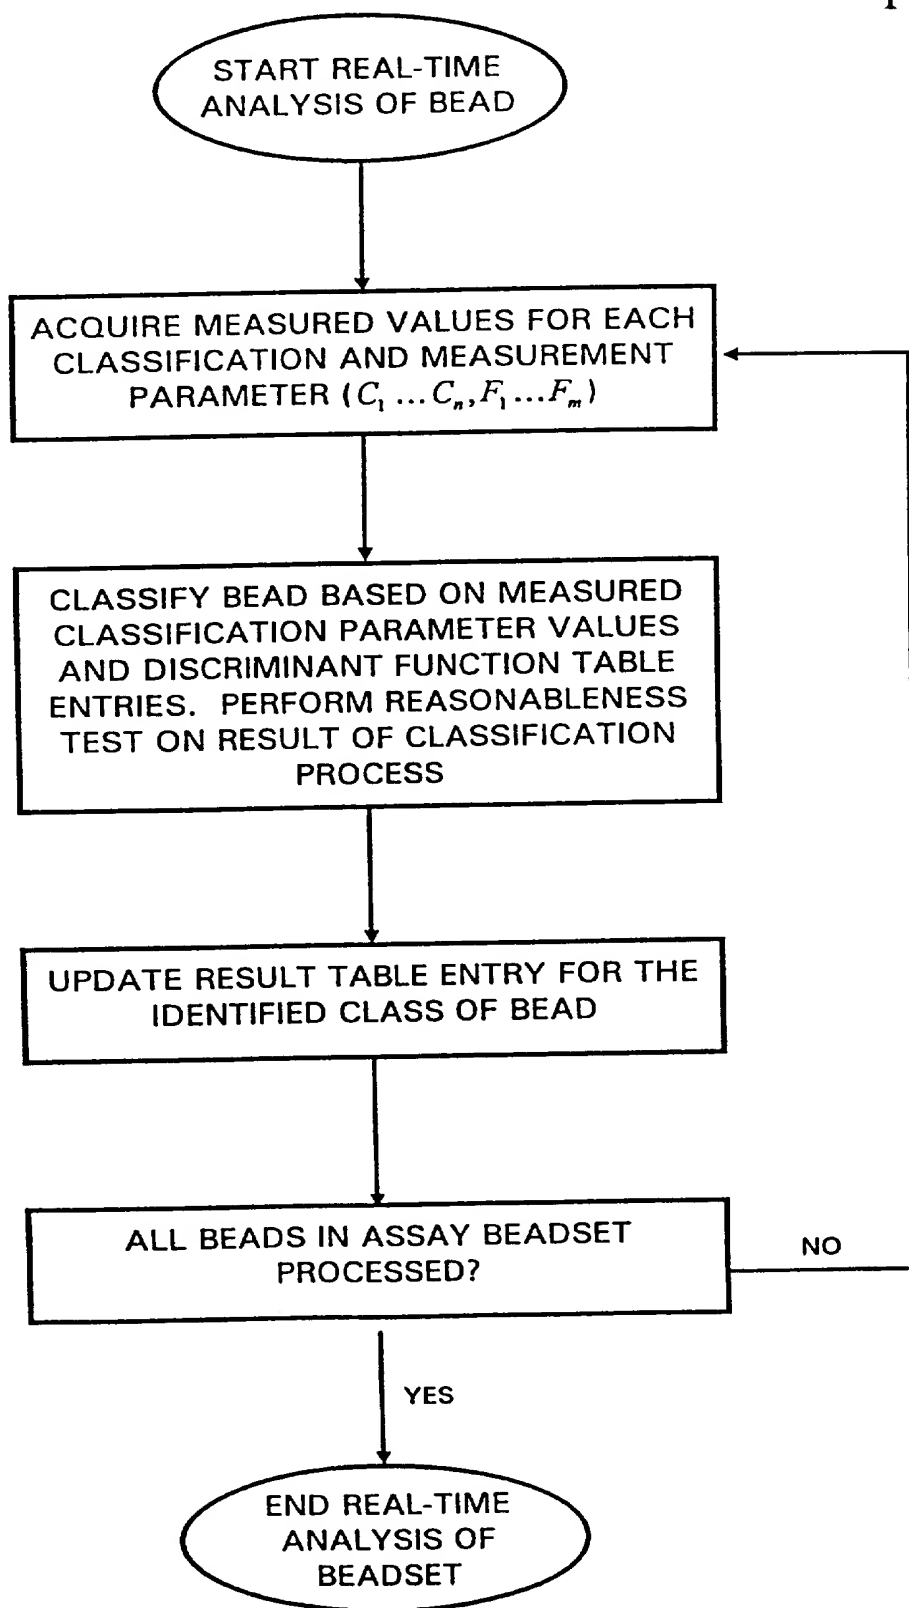 START REAL-TIME
ANALYSIS OF BEAD
ACQUIRE MEASURED VALUES FOR EACH
CLASSIFICATION AND MEASUREMENT
PARAMETER (C₁ ... Cₙ, F₁ ... Fₘ)
CLASSIFY BEAD BASED ON MEASURED
CLASSIFICATION PARAMETER VALUES
AND DISCRIMINANT FUNCTION TABLE
ENTRIES. PERFORM REASONABLENESS
TEST ON RESULT OF CLASSIFICATION
PROCESS
UPDATE RESULT TABLE ENTRY FOR THE
IDENTIFIED CLASS OF BEAD
ALL BEADS IN ASSAY BEADSET
PROCESSED?
NO
YES
END REAL-TIME
ANALYSIS OF
BEADSET